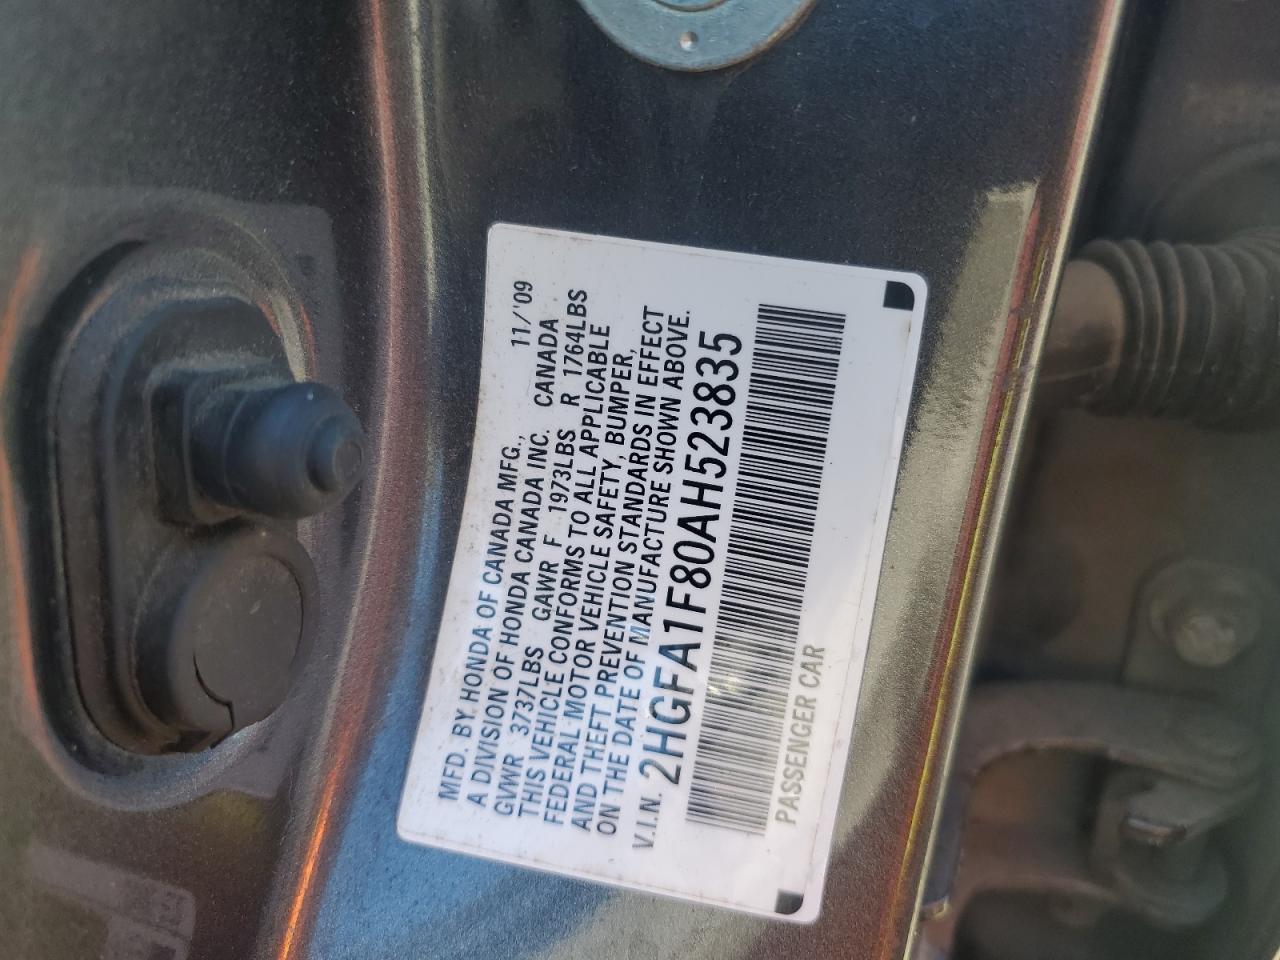 MFD. BY HONDA OF CANADA MFG., 11/'09
A DIVISION OF HONDA CANADA INC. CANADA
GVWR 3737LBS GAWR F 1973LBS R 1764LBS
THIS VEHICLE CONFORMS TO ALL APPLICABLE
FEDERAL MOTOR VEHICLE SAFETY, BUMPER,
AND THEFT PREVENTION STANDARDS IN EFFECT
ON THE DATE OF MANUFACTURE SHOWN ABOVE.
V.I.N. 2HGFA1F80AH523835
PASSENGER CAR